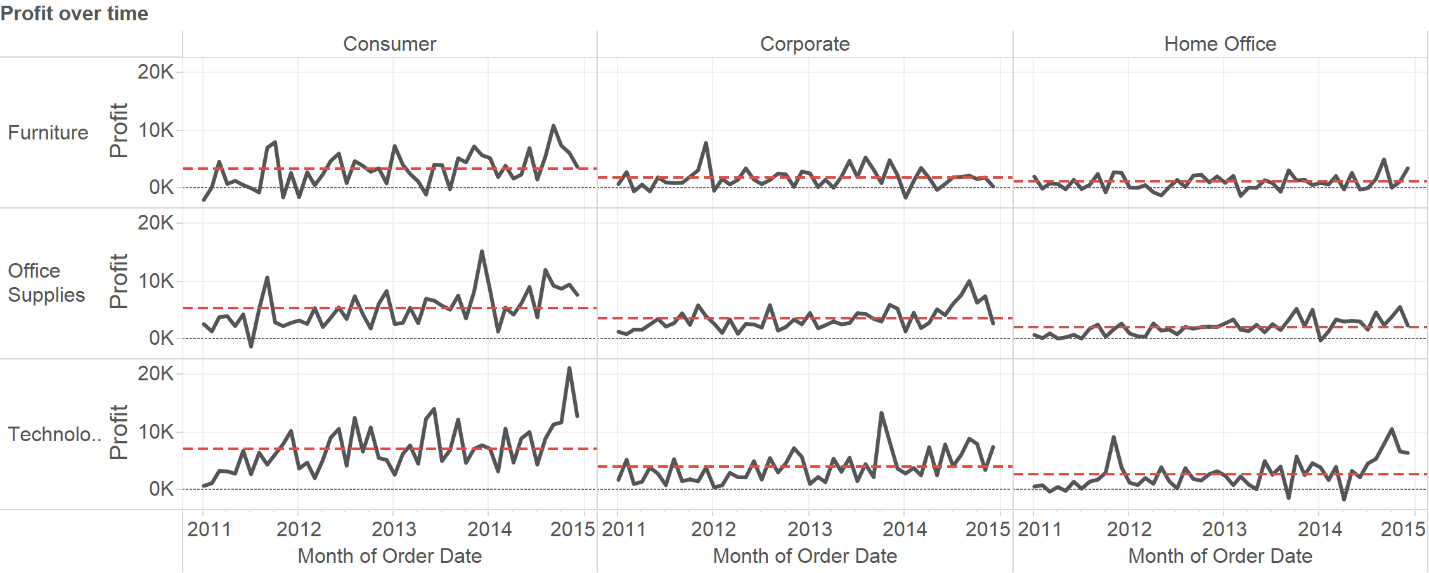 Profit over time
Consumer Corporate Home Office
Furniture
Profit
20K
10K
0K
Office
Supplies
Profit
20K
10K
0K
Technolo..
Profit
20K
10K
0K
2011 2012 2013 2014 2015 2011 2012 2013 2014 2015 2011 2012 2013 2014 2015
Month of Order Date Month of Order Date Month of Order Date